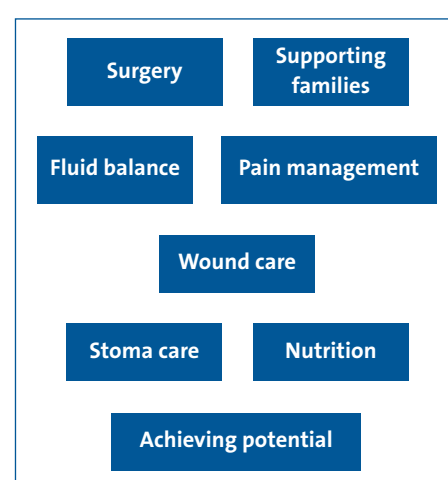 Surgery
Supporting
families
Fluid balance
Pain management
Wound care
Stoma care
Nutrition
Achieving potential